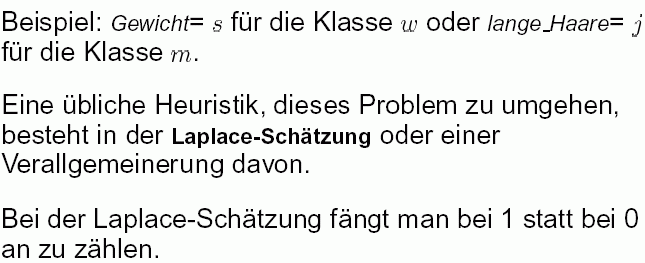 Beispiel: Gewicht= s für die Klasse w oder lange_Haare= j
für die Klasse m.
Eine übliche Heuristik, dieses Problem zu umgehen,
besteht in der Laplace-Schätzung oder einer
Verallgemeinerung davon.
Bei der Laplace-Schätzung fängt man bei 1 statt bei 0
an zu zählen.